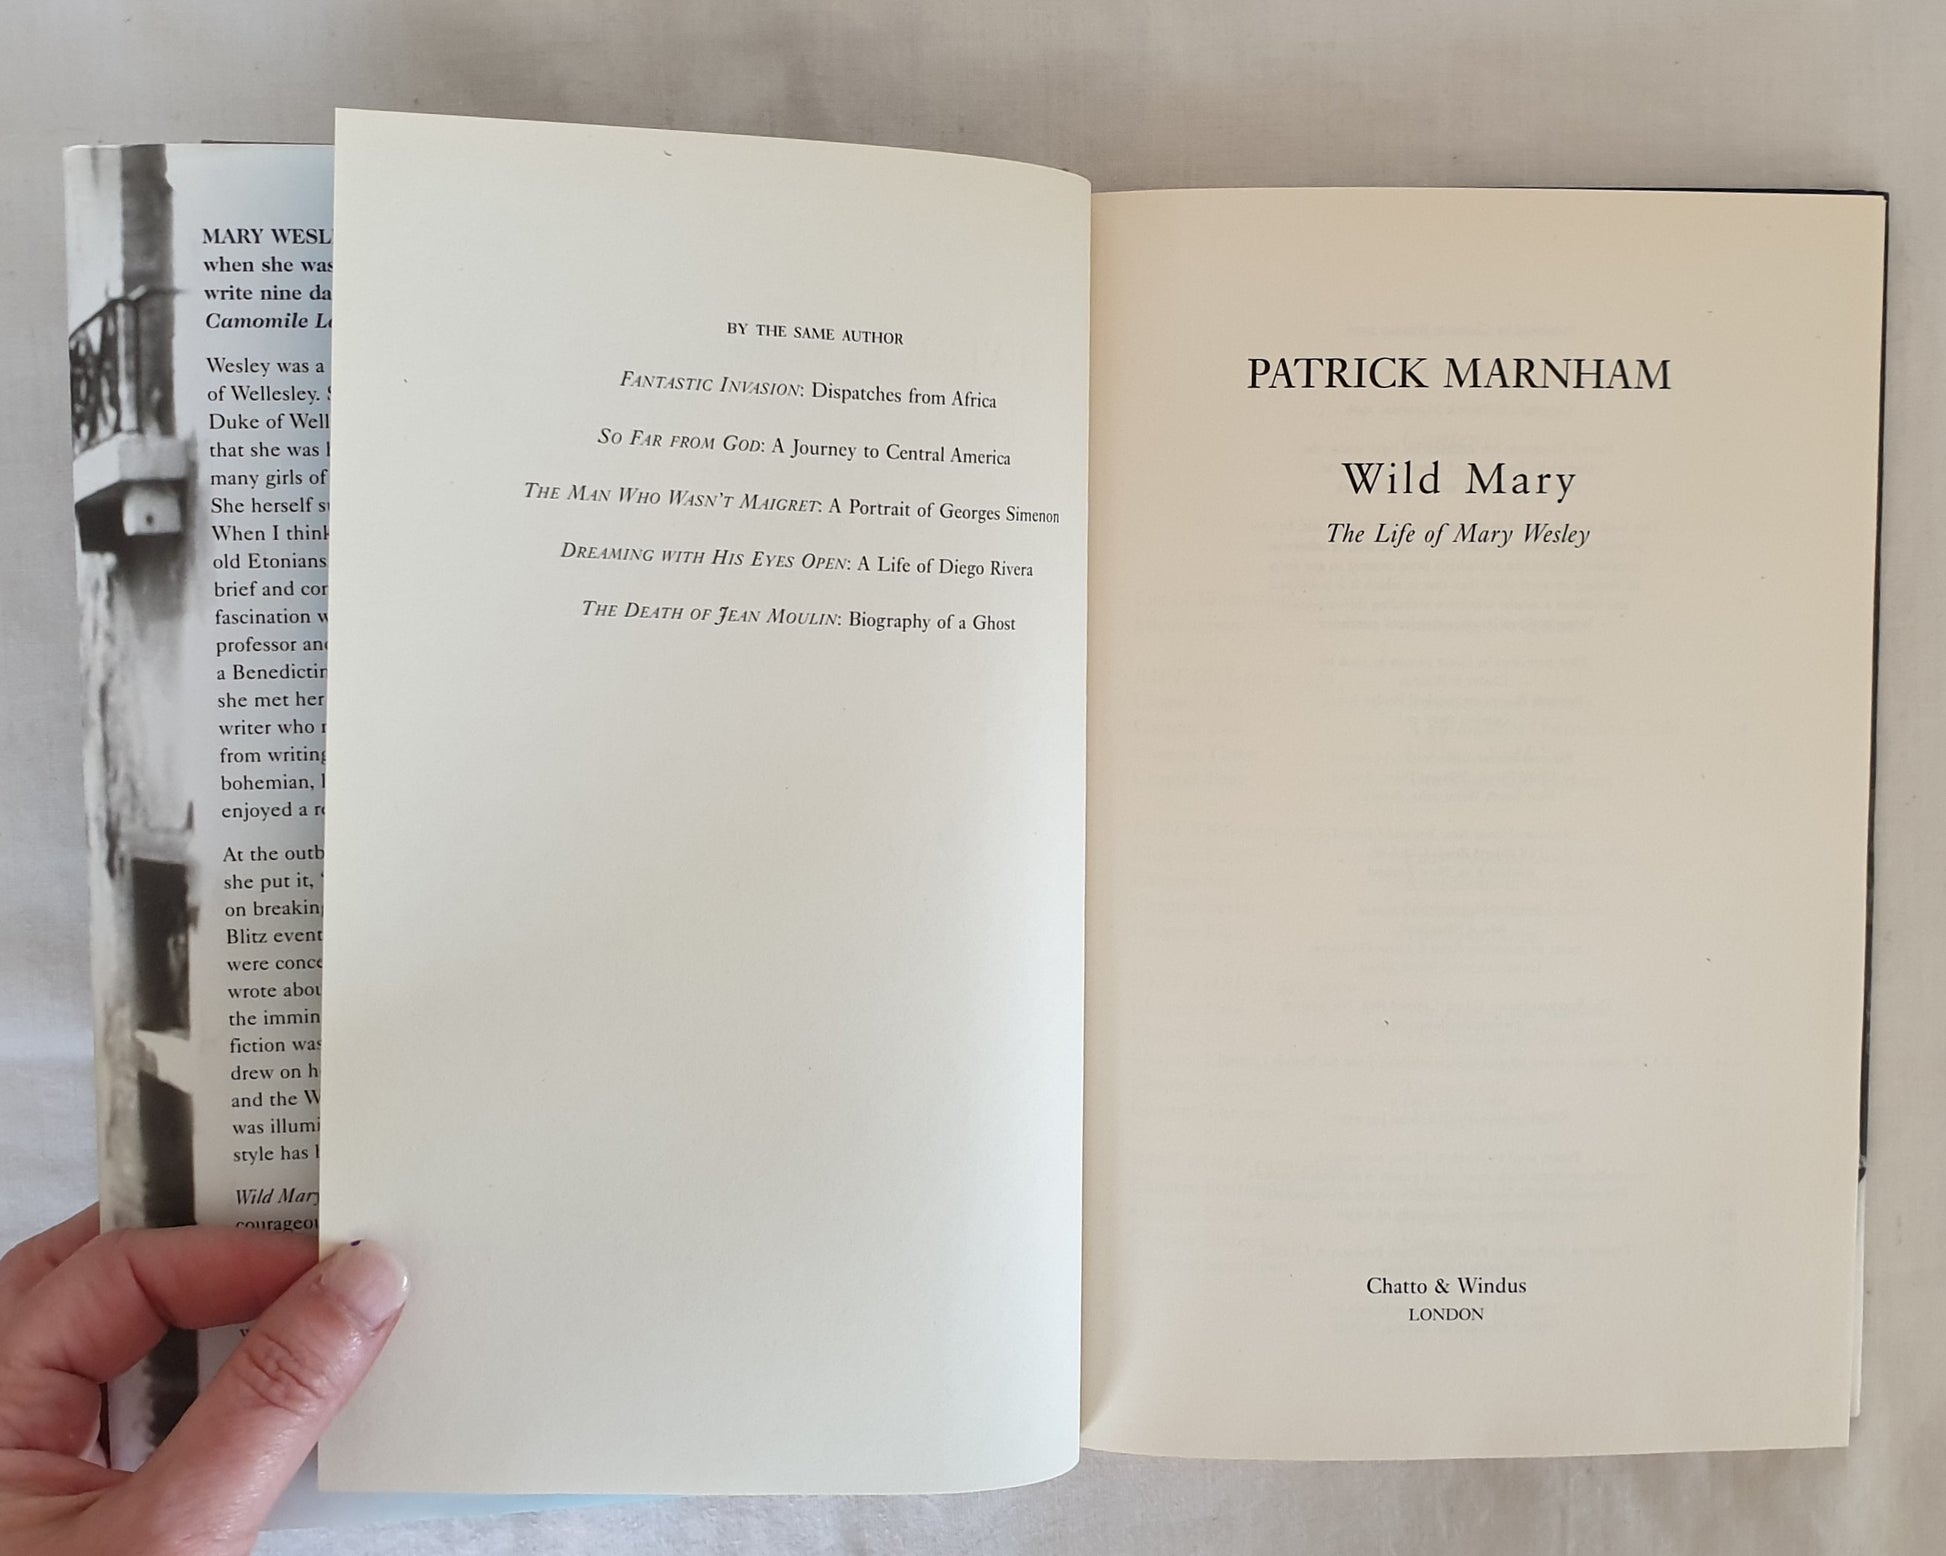 MARY WESL
when she was
write nine da
Camomile L
Wesley was a
of Wellesley.
Duke of Well
that she was
many girls of
She herself s
When I think
old Etonians
brief and con
fascination w
professor and
a Benedictin
she met her
writer who
from writing
bohemian,
enjoyed a r
At the outb
she put it,
on breakin
Blitz event
were conce
wrote abou
the immin
fiction was
drew on h
and the W
was illumi
style has
Wild Mary
courageou
BY THE SAME AUTHOR
FANTASTIC INVASION: Dispatches from Africa
SO FAR FROM GOD: A Journey to Central America
THE MAN WHO WASN'T MAIGRET: A Portrait of Georges Simenon
DREAMING WITH HIS EYES OPEN: A Life of Diego Rivera
THE DEATH OF JEAN MOULIN: Biography of a Ghost
PATRICK MARNHAM
Wild Mary
The Life of Mary Wesley
Chatto & Windus
LONDON